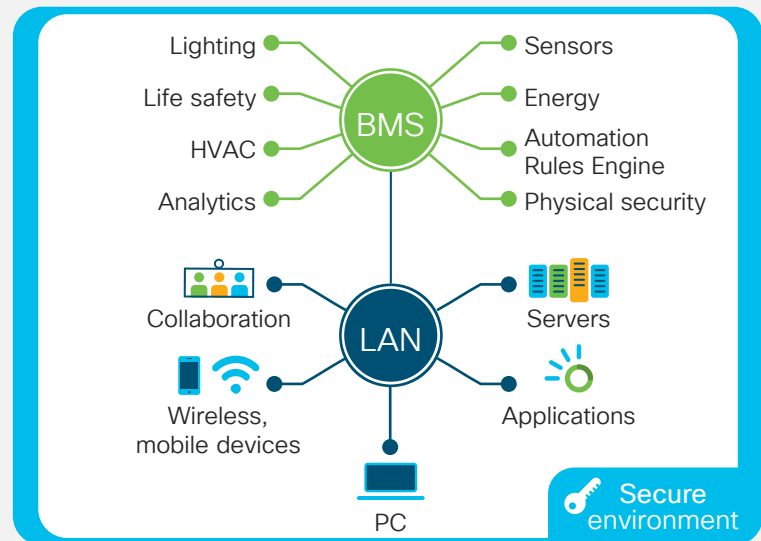 Lighting
Sensors
Life safety
Energy
BMS
HVAC
Automation
Rules Engine
Analytics
Physical security
Collaboration
Servers
LAN
Wireless,
mobile devices
Applications
PC
Secure
environment